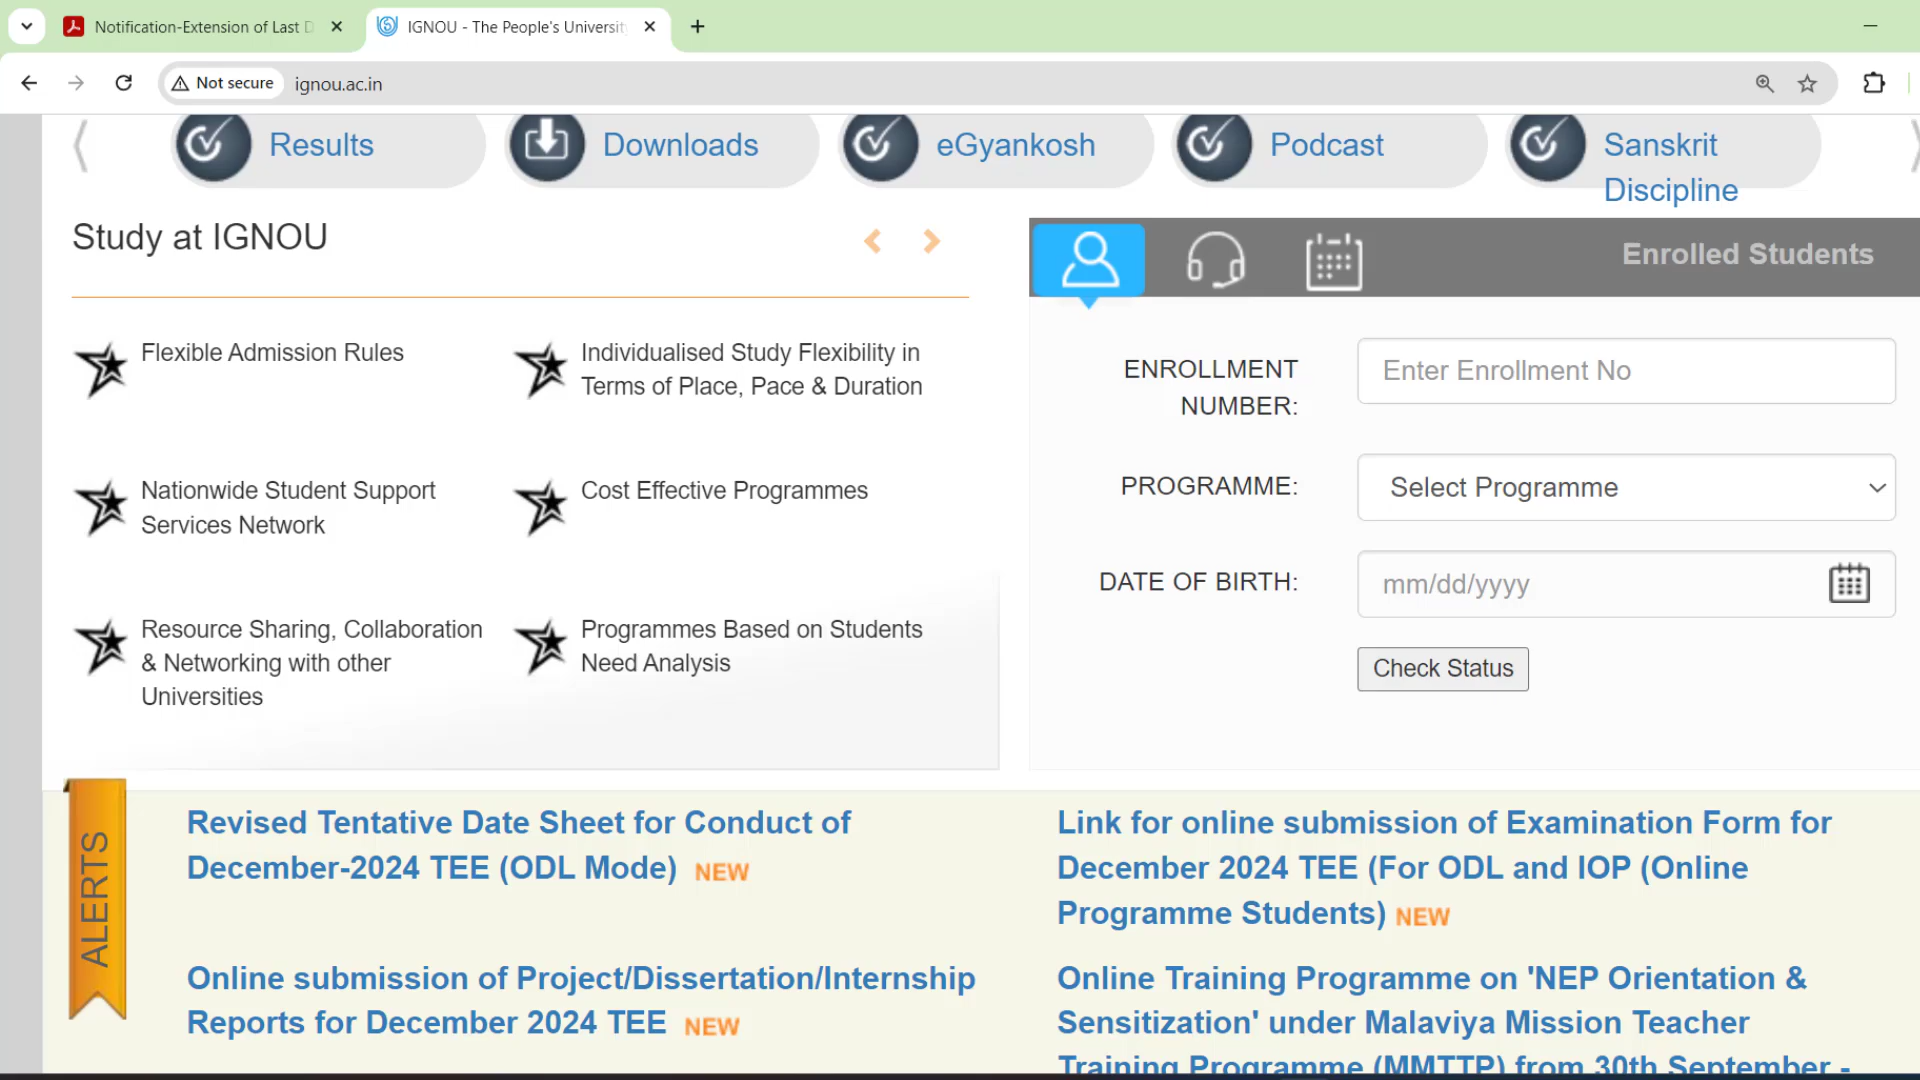 Notification-Extension of Last D
IGNOU - The People's Universit
Not secure
ignou.ac.in
Results
Downloads
eGyankosh
Podcast
Sanskrit
Discipline
Study at IGNOU
Enrolled Students
Flexible Admission Rules
Individualised Study Flexibility in
Terms of Place, Pace & Duration
Nationwide Student Support
Services Network
Cost Effective Programmes
Resource Sharing, Collaboration
& Networking with other
Universities
Programmes Based on Students
Need Analysis
ENROLLMENT
NUMBER:
Enter Enrollment No
PROGRAMME:
Select Programme
DATE OF BIRTH:
mm/dd/yyyy
Check Status
ALERTS
Revised Tentative Date Sheet for Conduct of
December-2024 TEE (ODL Mode) NEW
Link for online submission of Examination Form for
December 2024 TEE (For ODL and IOP (Online
Programme Students) NEW
Online submission of Project/Dissertation/Internship
Reports for December 2024 TEE NEW
Online Training Programme on 'NEP Orientation &
Sensitization' under Malaviya Mission Teacher
Training Programme (MMTTP) from 30th September -